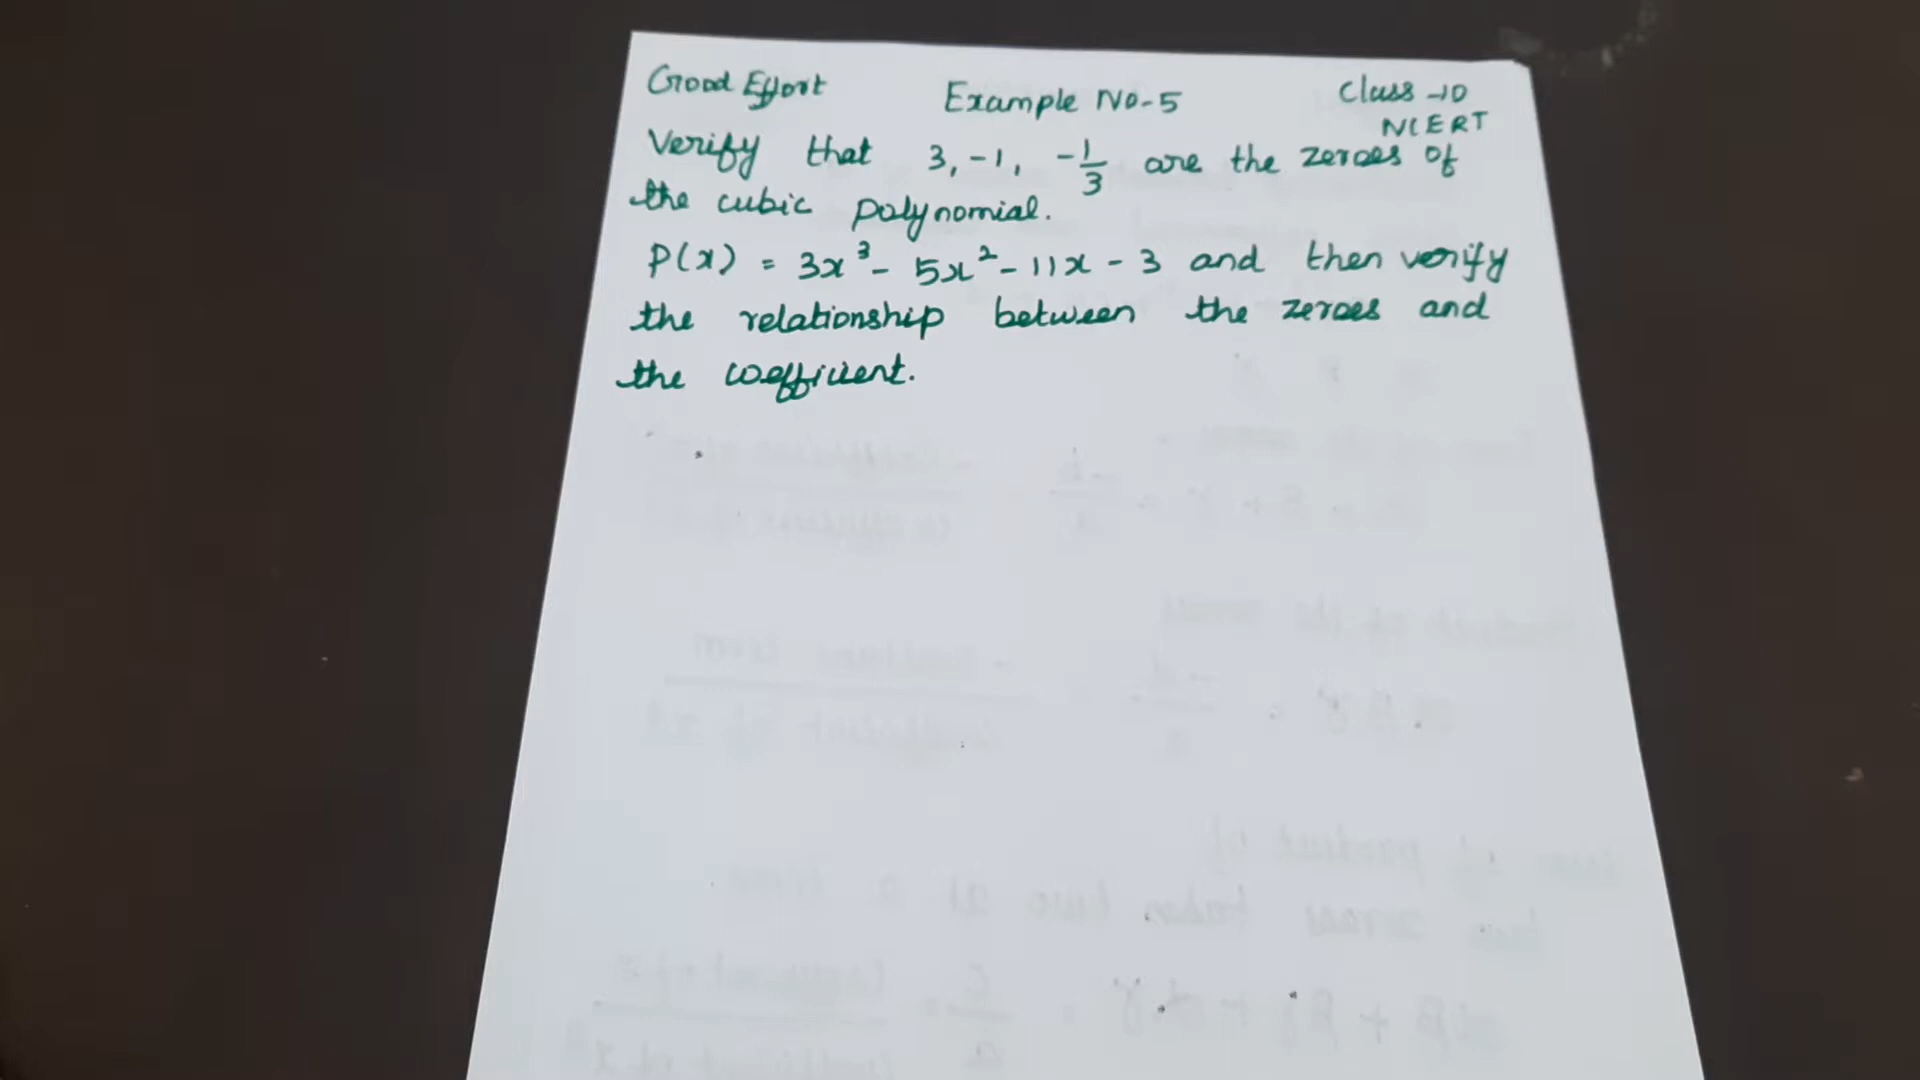 Good Effort Example No-5 Class -10
NCERT
Verify that 3, -1, -1/3 are the zeroes of
the cubic polynomial.
P(x) = 3x³ - 5x² - 11x - 3 and then verify
the relationship between the zeroes and
the coefficient.